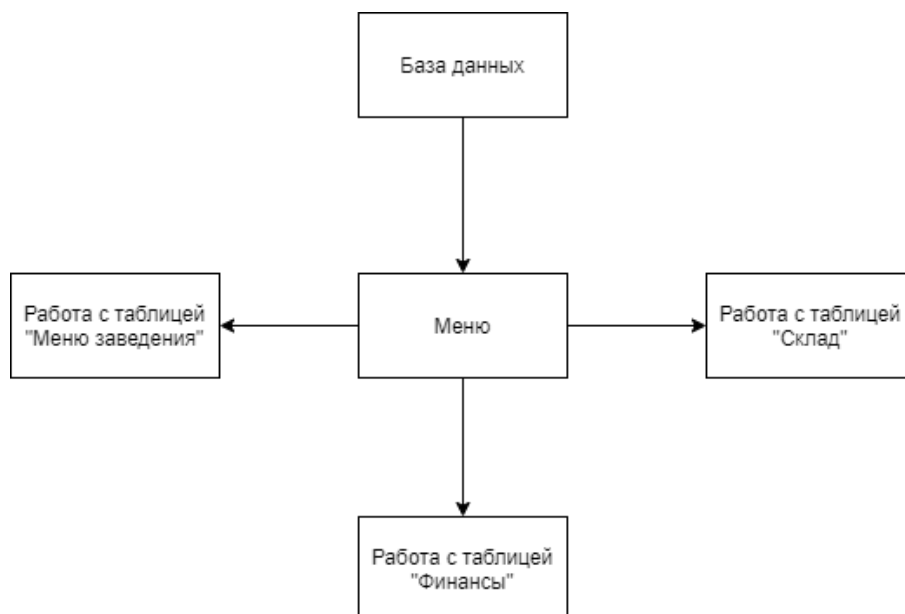 База данных
Работа с таблицей
"Меню заведения"
Меню
Работа с таблицей
"Склад"
Работа с таблицей
"Финансы"